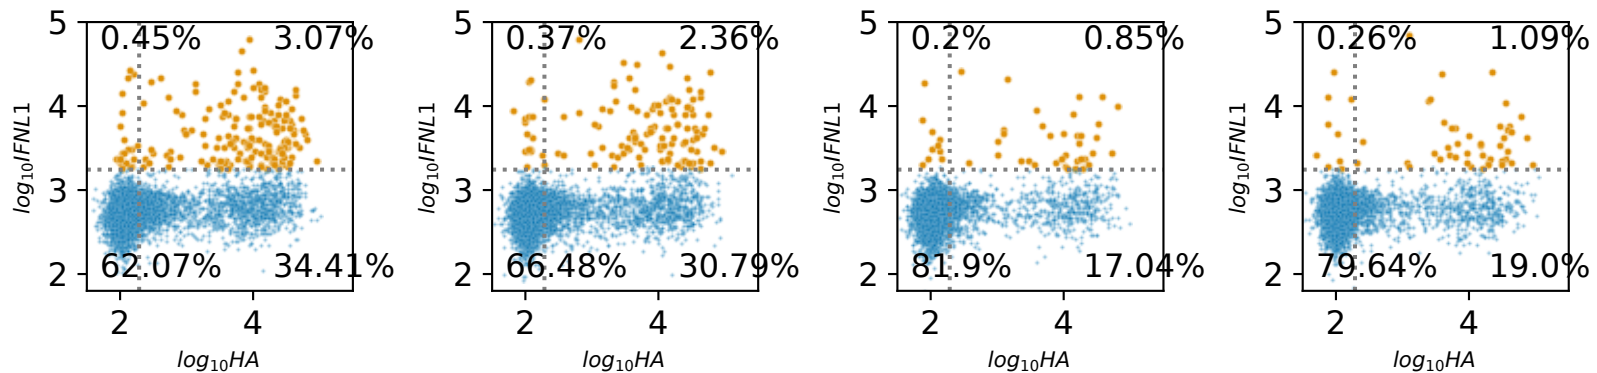 5 0.45% 3.07% 5 0.37% 2.36% 5 0.2% 0.85% 5 0.26% 1.09%
4 4 4 4
log10IFNL1 log10IFNL1 log10IFNL1 log10IFNL1
3 3 3 3
2 62.07% 34.41% 2 66.48% 30.79% 2 81.9% 17.04% 2 79.64% 19.0%
2 4 2 4 2 4 2 4
log10HA log10HA log10HA log10HA